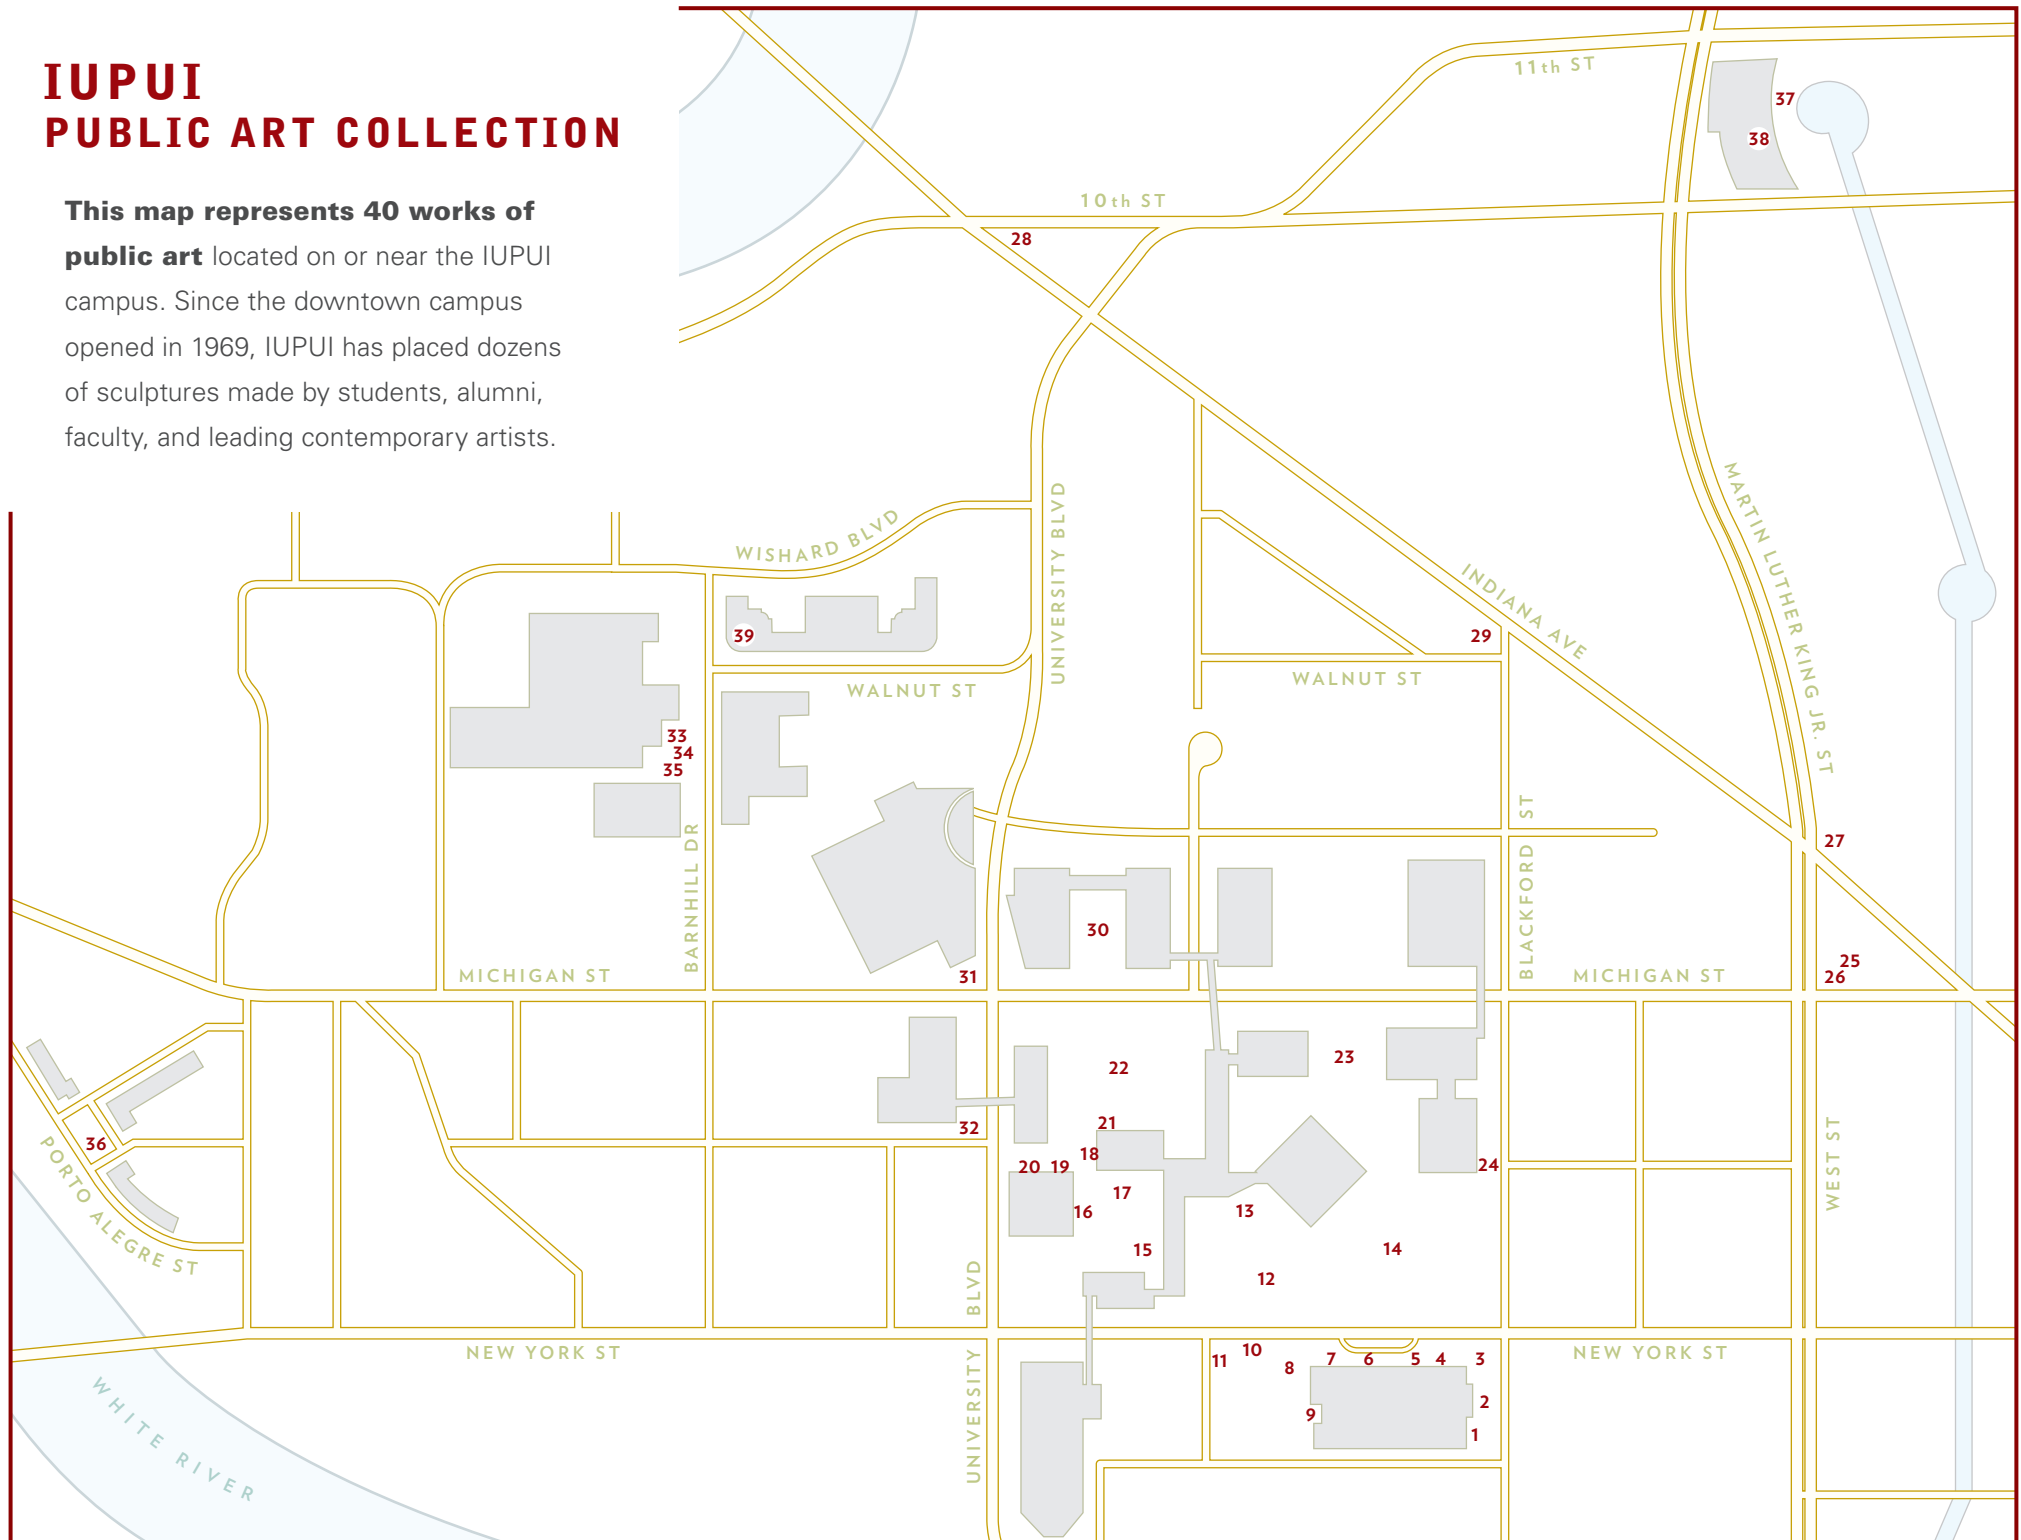 IUPUI
PUBLIC ART COLLECTION
This map represents 40 works of
public art located on or near the IUPUI
campus. Since the downtown campus
opened in 1969, IUPUI has placed dozens
of sculptures made by students, alumni,
faculty, and leading contemporary artists.
11th ST
37
38
10th ST
28
MARTIN LUTHER KING JR. ST
UNIVERSITY BLVD
WISHARD BLVD
INDIANA AVE
39
29
WALNUT ST
WALNUT ST
33
34
35
BARNHILL DR
BLACKFORD ST
27
30
25
26
31
MICHIGAN ST
MICHIGAN ST
23
22
21
32
36
18
20
19
24
17
16
13
15
14
12
PORTO ALEGRE ST
WEST ST
UNIVERSITY BLVD
NEW YORK ST
NEW YORK ST
10
11
8
7
6
5
4
3
2
9
1
UNIVERSITY
WHITE RIVER